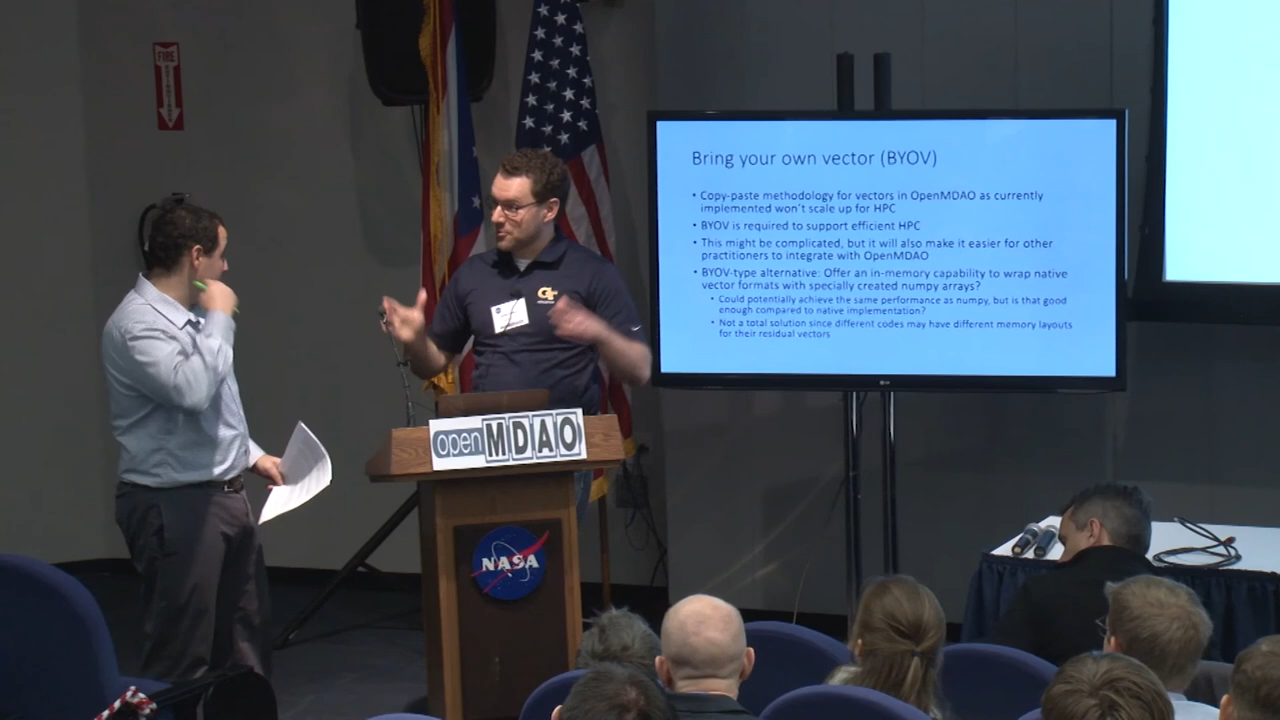 FIRE
Bring your own vector (BYOV)
• Copy-paste methodology for vectors in OpenMDAO as currently
implemented won't scale up for HPC
• BYOV is required to support efficient HPC
• This might be complicated, but it will also make it easier for other
practitioners to integrate with OpenMDAO
• BYOV-type alternative: Offer an in-memory capability to wrap native
vector formats with specially created numpy arrays?
• Could potentially achieve the same performance as numpy, but is that good
enough compared to native implementation?
• Not a total solution since different codes may have different memory layouts
for their residual vectors
LG
GT
open MDAO
NASA